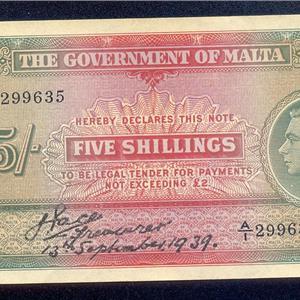 THE GOVERNMENT OF MALTA
299635
HEREBY DECLARES THIS NOTE
5/-
FIVE SHILLINGS
TO BE LEGAL TENDER FOR PAYMENTS
NOT EXCEEDING £2.
J Pace
Treasurer
13th September, 1939.
A/1 29963